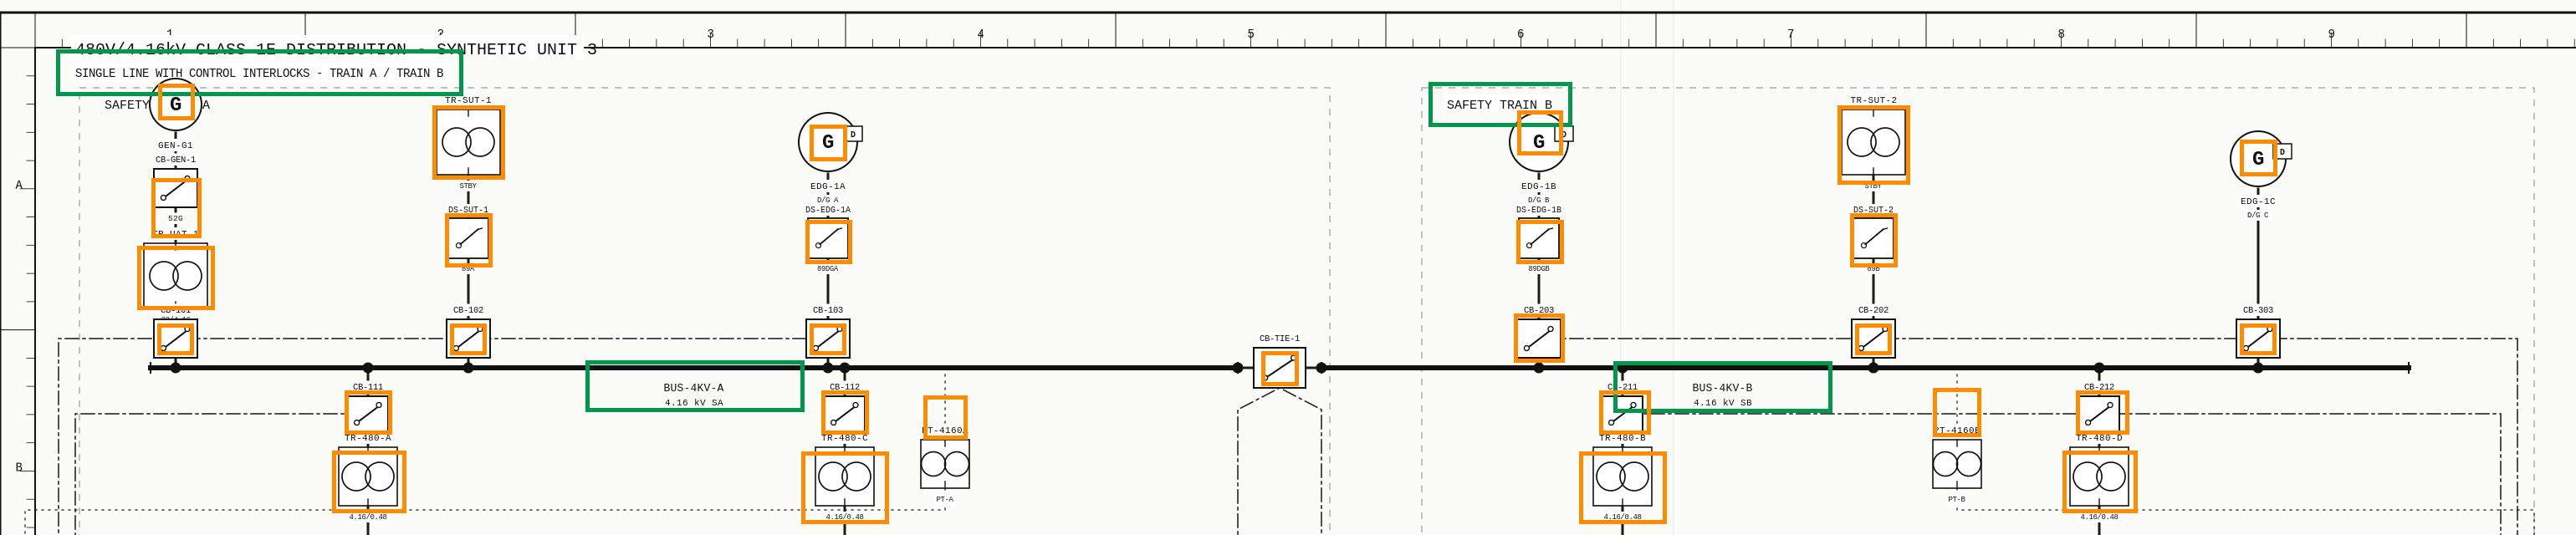 1 2 3 4 5 6 7 8 9
480V/4.16kV CLASS 1E DISTRIBUTION - SYNTHETIC UNIT 3
SINGLE LINE WITH CONTROL INTERLOCKS - TRAIN A / TRAIN B
SAFETY G A
SAFETY TRAIN B
TR-SUT-1
TR-SUT-2
G D
G D
G D
GEN-G1
CB-GEN-1
A
STBY
EDG-1A
D/G A
EDG-1B
D/G B
STBY
EDG-1C
D/G C
DS-SUT-1
DS-EDG-1A
DS-EDG-1B
DS-SUT-2
52G
89A
89DGA
89DGB
89B
CB-101
CB-102
CB-103
CB-203
CB-202
CB-303
CB-TIE-1
CB-111
BUS-4KV-A
4.16 kV SA
CB-112
CB-211
BUS-4KV-B
4.16 kV SB
CB-212
TR-480-A
TR-480-C
TR-480-B
TR-480-D
B
PT-A
PT-B
4.16/0.48
4.16/0.48
4.16/0.48
4.16/0.48